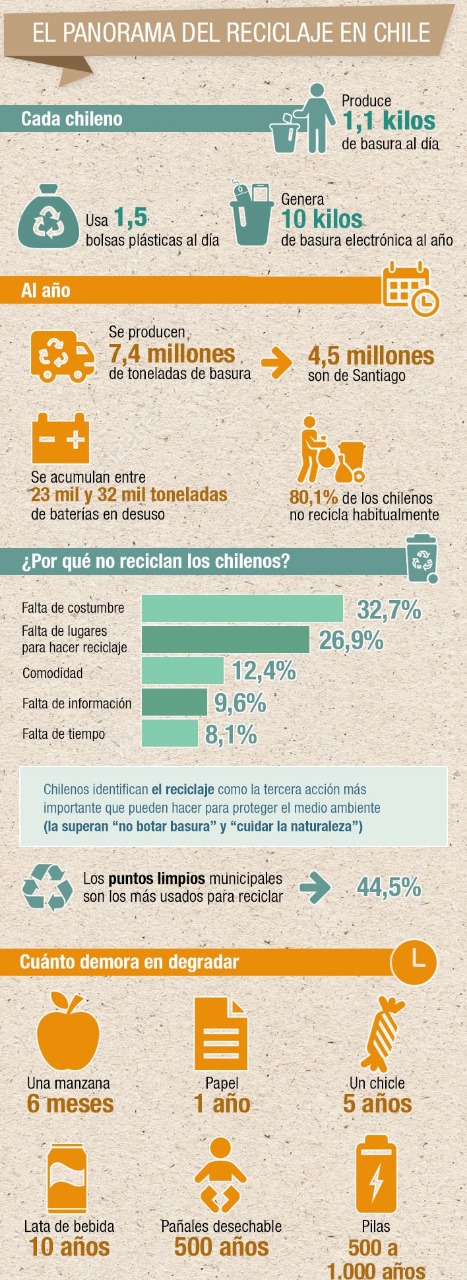 EL PANORAMA DEL RECICLAJE EN CHILE
Cada chileno
Produce
1,1 kilos
de basura al día
Usa 1,5
bolsas plásticas al día
Genera
10 kilos
de basura electrónica al año
Al año
Se producen
7,4 millones
de toneladas de basura
4,5 millones
son de Santiago
Se acumulan entre
23 mil y 32 mil toneladas
de baterías en desuso
80,1% de los chilenos
no recicla habitualmente
¿Por qué no reciclan los chilenos?
Falta de costumbre
32,7%
Falta de lugares
para hacer reciclaje
26,9%
Comodidad
12,4%
Falta de información
9,6%
Falta de tiempo
8,1%
Chilenos identifican el reciclaje como la tercera acción más
importante que pueden hacer para proteger el medio ambiente
(la superan “no botar basura” y “cuidar la naturaleza”)
Los puntos limpios municipales
son los más usados para reciclar
44,5%
Cuánto demora en degradar
Una manzana
6 meses
Papel
1 año
Un chicle
5 años
Lata de bebida
10 años
Pañales desechable
500 años
Pilas
500 a
1.000 años